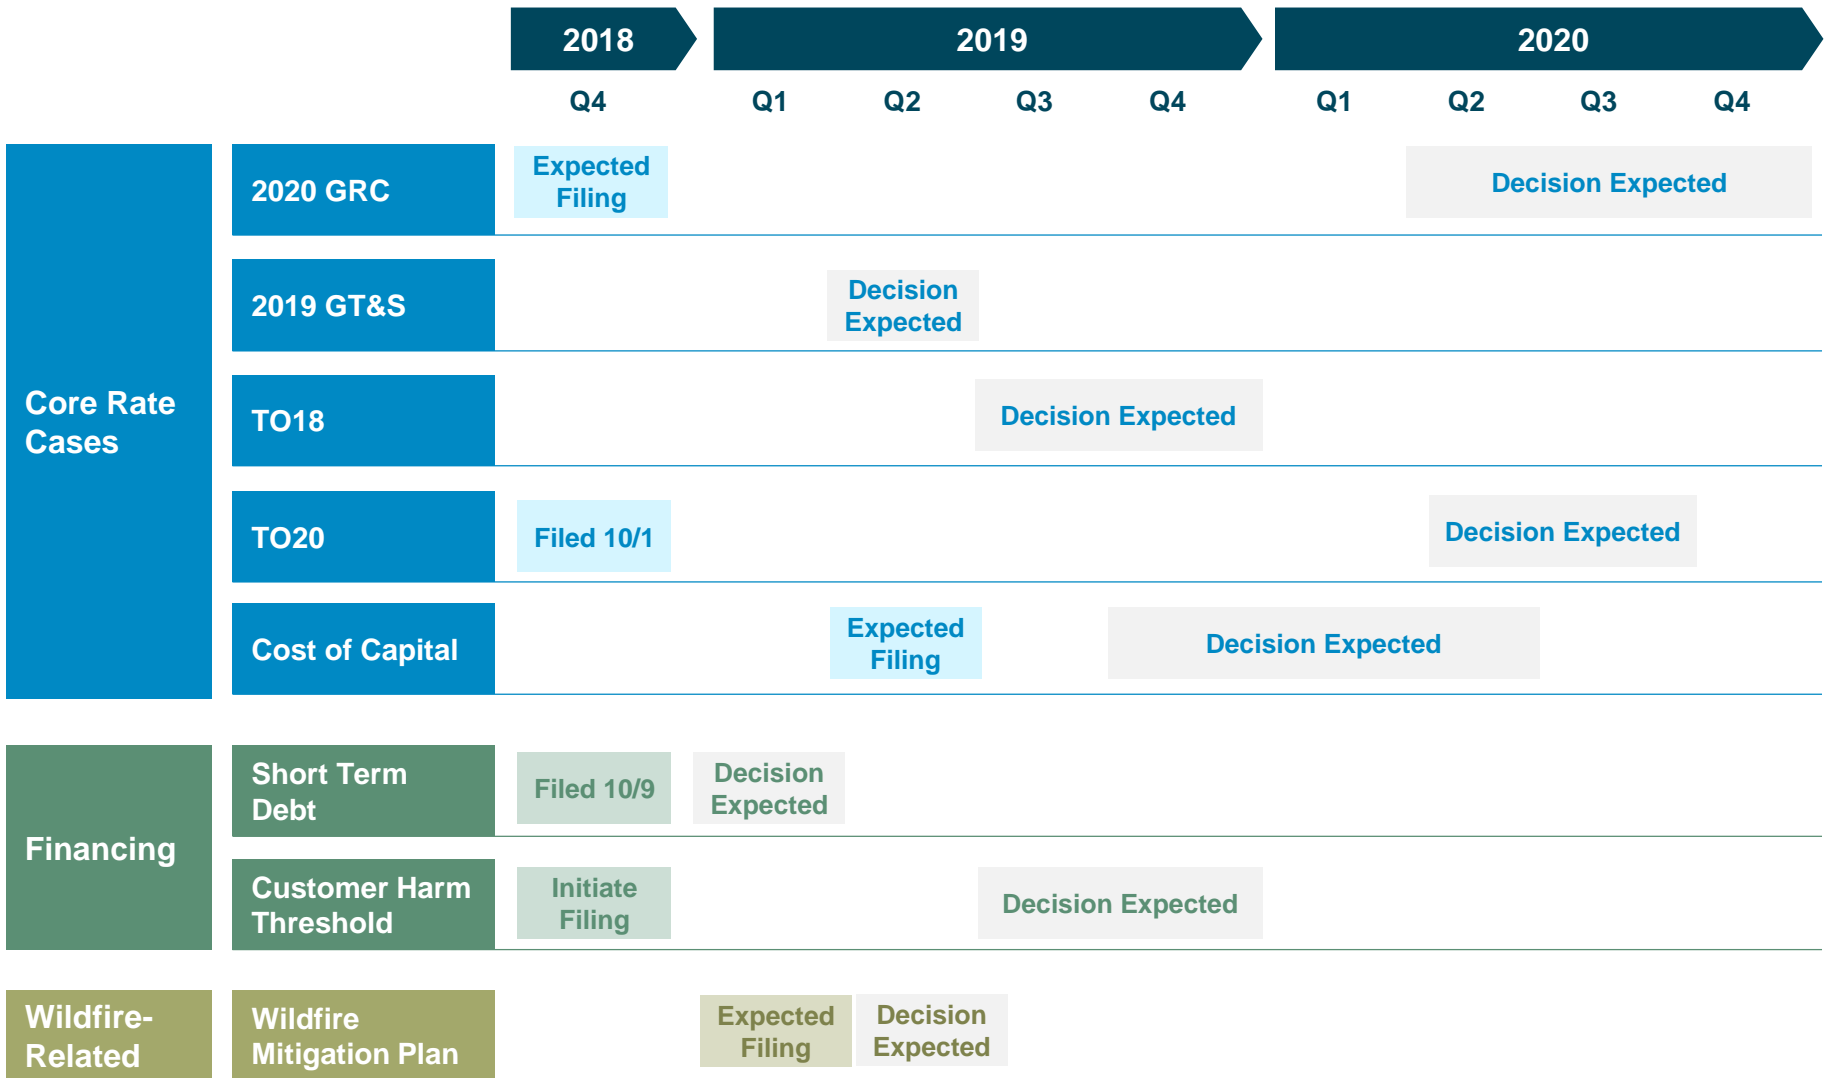 2018 2019 2020
Q4 Q1 Q2 Q3 Q4 Q1 Q2 Q3 Q4
Core Rate
Cases
2020 GRC
Expected
Filing
Decision Expected
2019 GT&S
Decision
Expected
TO18
Decision Expected
TO20
Filed 10/1
Decision Expected
Cost of Capital
Expected
Filing
Decision Expected
Financing
Short Term
Debt
Filed 10/9
Decision
Expected
Customer Harm
Threshold
Initiate
Filing
Decision Expected
Wildfire-
Related
Wildfire
Mitigation Plan
Expected
Filing
Decision
Expected